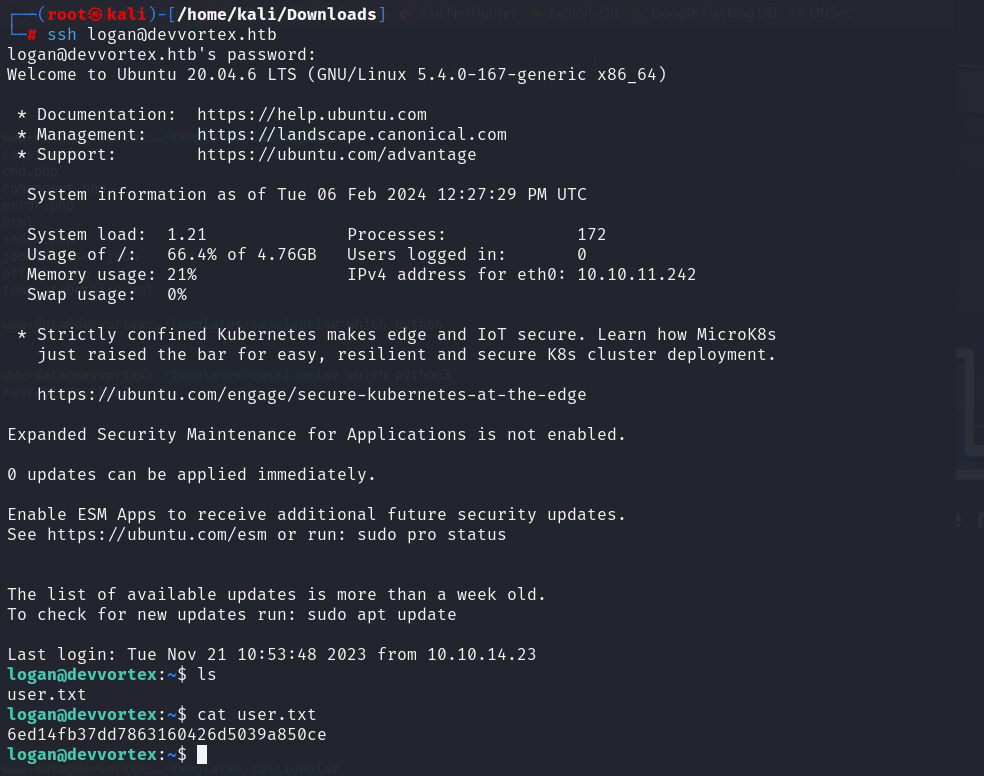 ┌──(root㉿kali)-[/home/kali/Downloads]
└─# ssh logan@devvortex.htb
logan@devvortex.htb's password:
Welcome to Ubuntu 20.04.6 LTS (GNU/Linux 5.4.0-167-generic x86_64)
* Documentation: https://help.ubuntu.com
* Management: https://landscape.canonical.com
* Support: https://ubuntu.com/advantage
System information as of Tue 06 Feb 2024 12:27:29 PM UTC
System load: 1.21 Processes: 172
Usage of /: 66.4% of 4.76GB Users logged in: 0
Memory usage: 21% IPv4 address for eth0: 10.10.11.242
Swap usage: 0%
* Strictly confined Kubernetes makes edge and IoT secure. Learn how MicroK8s
just raised the bar for easy, resilient and secure K8s cluster deployment.
https://ubuntu.com/engage/secure-kubernetes-at-the-edge
Expanded Security Maintenance for Applications is not enabled.
0 updates can be applied immediately.
Enable ESM Apps to receive additional future security updates.
See https://ubuntu.com/esm or run: sudo pro status
The list of available updates is more than a week old.
To check for new updates run: sudo apt update
Last login: Tue Nov 21 10:53:48 2023 from 10.10.14.23
logan@devvortex:~$ ls
user.txt
logan@devvortex:~$ cat user.txt
6ed14fb37dd7863160426d5039a850ce
logan@devvortex:~$